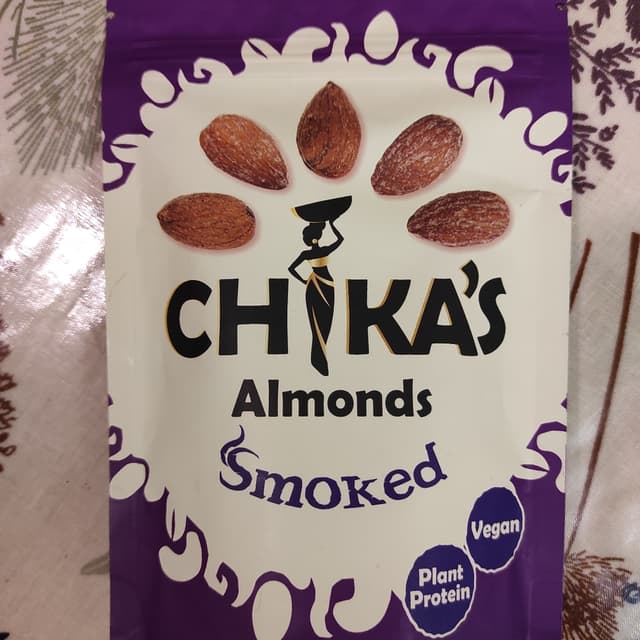 CHIKA'S
Almonds
Smoked
Vegan
Plant
Protein